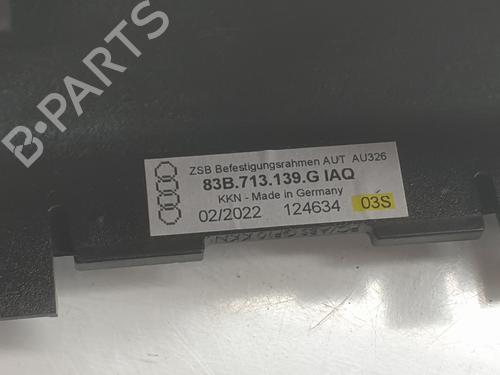 B-PARTS
ZSB Befestigungsrahmen AUT AU326
83B.713.139.G IAQ
KKN - Made in Germany
02/2022 124634 03S